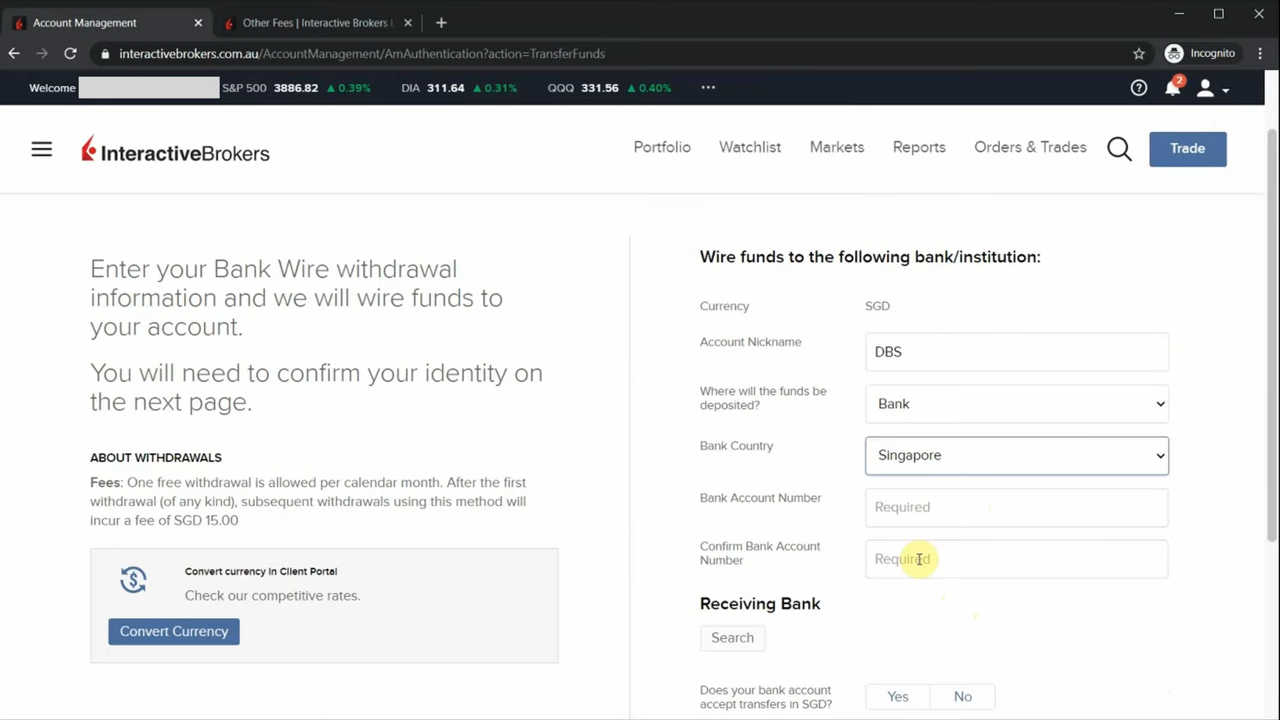 Account Management
Other Fees | Interactive Brokers
interactivebrokers.com.au/AccountManagement/AmAuthentication?action=TransferFunds
Incognito
Welcome S&P 500 3886.82 ▲ 0.39% DIA 311.64 ▲ 0.31% QQQ 331.56 ▲ 0.40% •••
2
InteractiveBrokers
Portfolio Watchlist Markets Reports Orders & Trades Trade
Enter your Bank Wire withdrawal
information and we will wire funds to
your account.
You will need to confirm your identity on
the next page.
ABOUT WITHDRAWALS
Fees: One free withdrawal is allowed per calendar month. After the first
withdrawal (of any kind), subsequent withdrawals using this method will
incur a fee of SGD 15.00
Convert currency in Client Portal
Check our competitive rates.
Convert Currency
Wire funds to the following bank/institution:
Currency SGD
Account Nickname DBS
Where will the funds be
deposited?
Bank
Bank Country Singapore
Bank Account Number Required
Confirm Bank Account
Number
Required
Receiving Bank
Search
Does your bank account
accept transfers in SGD?
Yes No